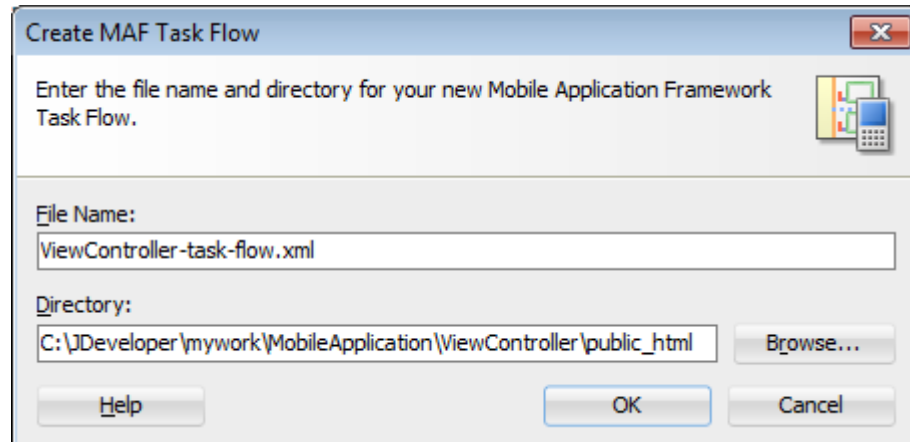 Create MAF Task Flow
Enter the file name and directory for your new Mobile Application Framework
Task Flow.
File Name:
ViewController-task-flow.xml
Directory:
C:\JDeveloper\mywork\MobileApplication\ViewController\public_html
Browse...
Help
OK
Cancel